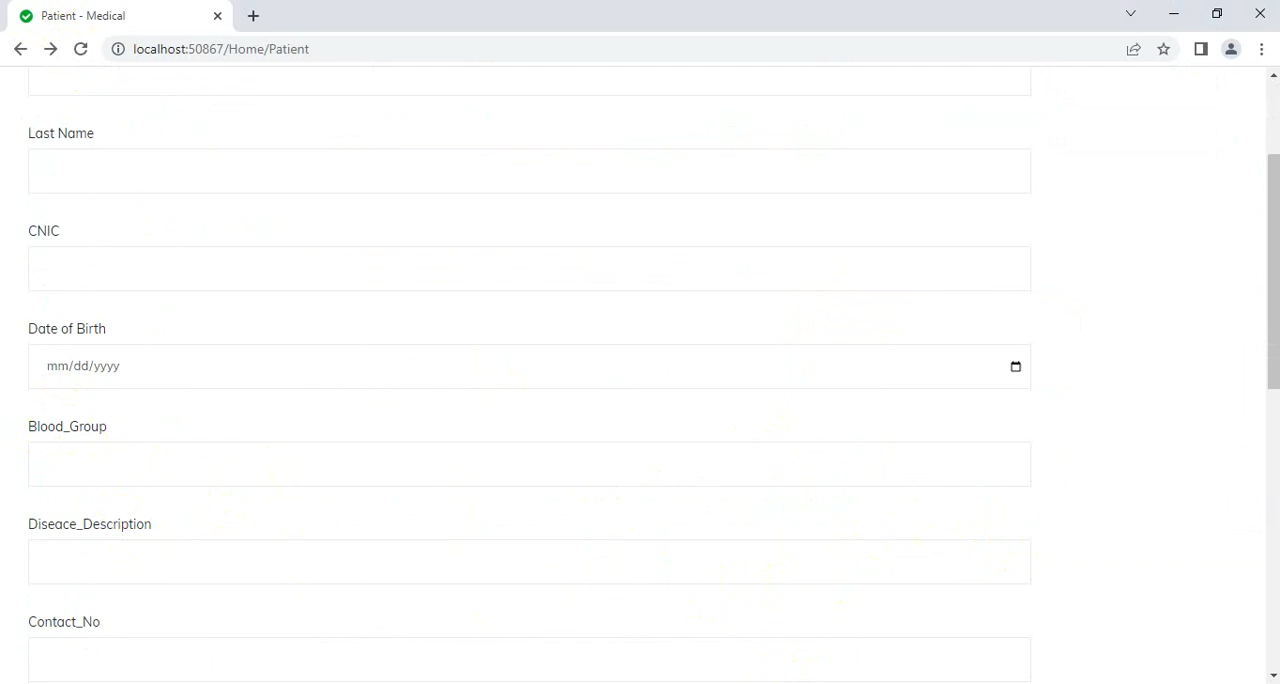 Patient - Medical
localhost:50867/Home/Patient
Last Name
CNIC
Date of Birth
mm/dd/yyyy
Blood_Group
Diseace_Description
Contact_No